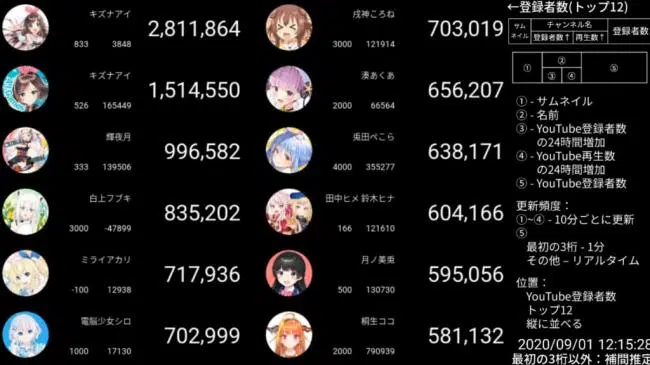 キズナアイ
2,811,864
833 3848
キズナアイ
1,514,550
526 165449
輝夜月
996,582
333 139506
白上フブキ
835,202
3000 -47899
ミライアカリ
717,936
-100 12938
電脳少女シロ
702,999
1000 17130
戌神ころね
703,019
3000 121914
湊あくあ
656,207
2000 66564
兎田ぺこら
638,171
4000 355277
田中ヒメ 鈴木ヒナ
604,166
166 121610
月ノ美兎
595,056
500 130730
桐生ココ
581,132
2000 790939
←登録者数(トップ12)
サムネイル
チャンネル名
登録者数↑ 再生数↑
登録者数
① ② ③ ④ ⑤
① - サムネイル
② - 名前
③ - YouTube登録者数
の24時間増加
④ - YouTube再生数
の24時間増加
⑤ - YouTube登録者数
更新頻度：
①~④ - 10分ごとに更新
⑤
最初の3桁 - 1分
その他 – リアルタイム
位置：
YouTube登録者数
トップ12
縦に並べる
2020/09/01 12:15:28
最初の3桁以外：補間推定